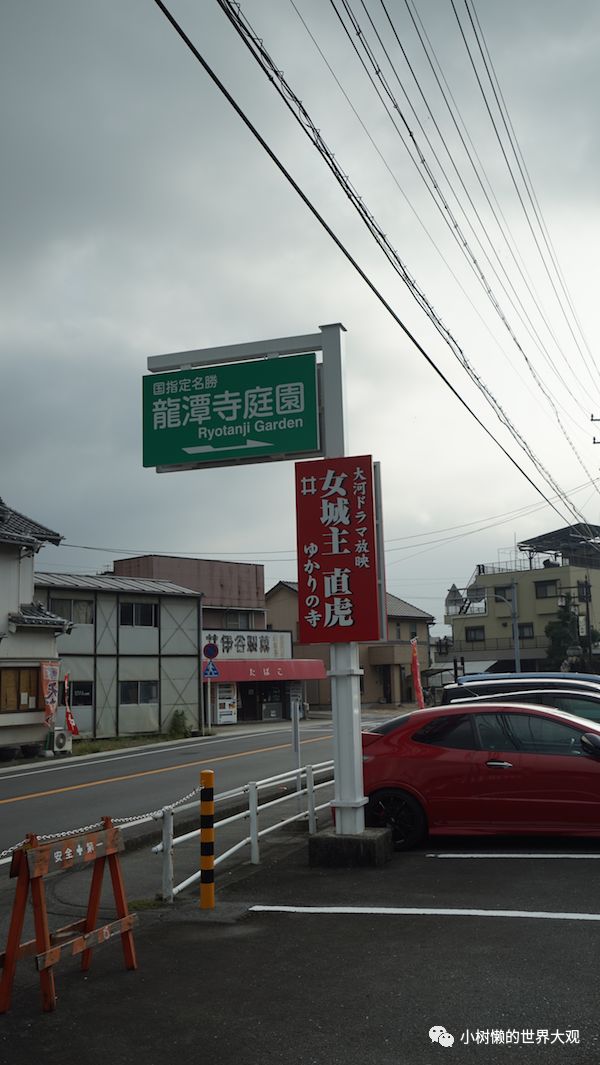 国指定名勝
龍潭寺庭園
Ryotanji Garden
大河ドラマ放映
女城主 直虎
ゆかりの寺
井伊谷製菓
たばこ
安全第一
小树懒的世界大观